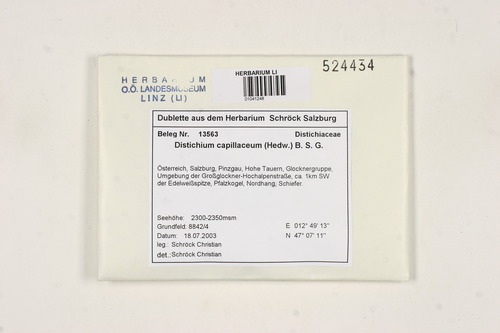 HERBARIUM
O.Ö. LANDESMUSEUM
LINZ (LI)
HERBARIUM LI
01041248
524434
Dublette aus dem Herbarium Schröck Salzburg
Beleg Nr. 13563 Distichiaceae
Distichium capillaceum (Hedw.) B. S. G.
Österreich, Salzburg, Pinzgau, Hohe Tauern, Glocknergruppe,
Umgebung der Großglockner-Hochalpenstraße, ca. 1km SW
der Edelweißspitze, Pfalzkogel, Nordhang; Schiefer.
Seehöhe: 2300-2350msm
Grundfeld: 8842/4 E 012° 49' 13"
Datum: 18.07.2003 N 47° 07' 11"
leg.: Schröck Christian
det.: Schröck Christian